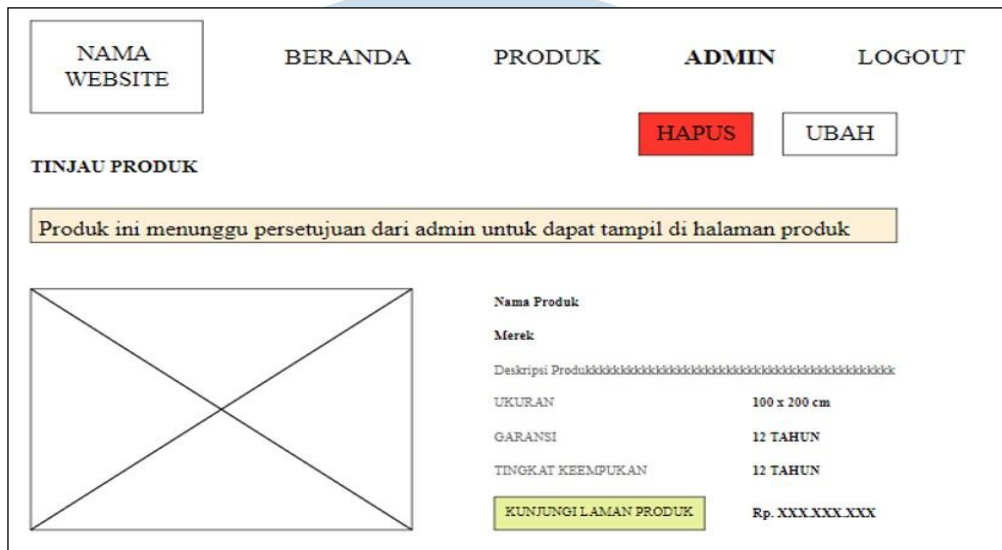 NAMA
WEBSITE
BERANDA
PRODUK
ADMIN
LOGOUT
HAPUS
UBAH
TINJAU PRODUK
Produk ini menunggu persetujuan dari admin untuk dapat tampil di halaman produk
Nama Produk
Merek
Deskripsi Produkkkkkkkkkkkkkkkkkkkkkkkkkkkkkkkkkkkkkkkkkkkkkkkkkk
UKURAN 100 x 200 cm
GARANSI 12 TAHUN
TINGKAT KEEMPUKAN 12 TAHUN
KUNJUNGI LAMAN PRODUK Rp. XXX.XXX.XXX